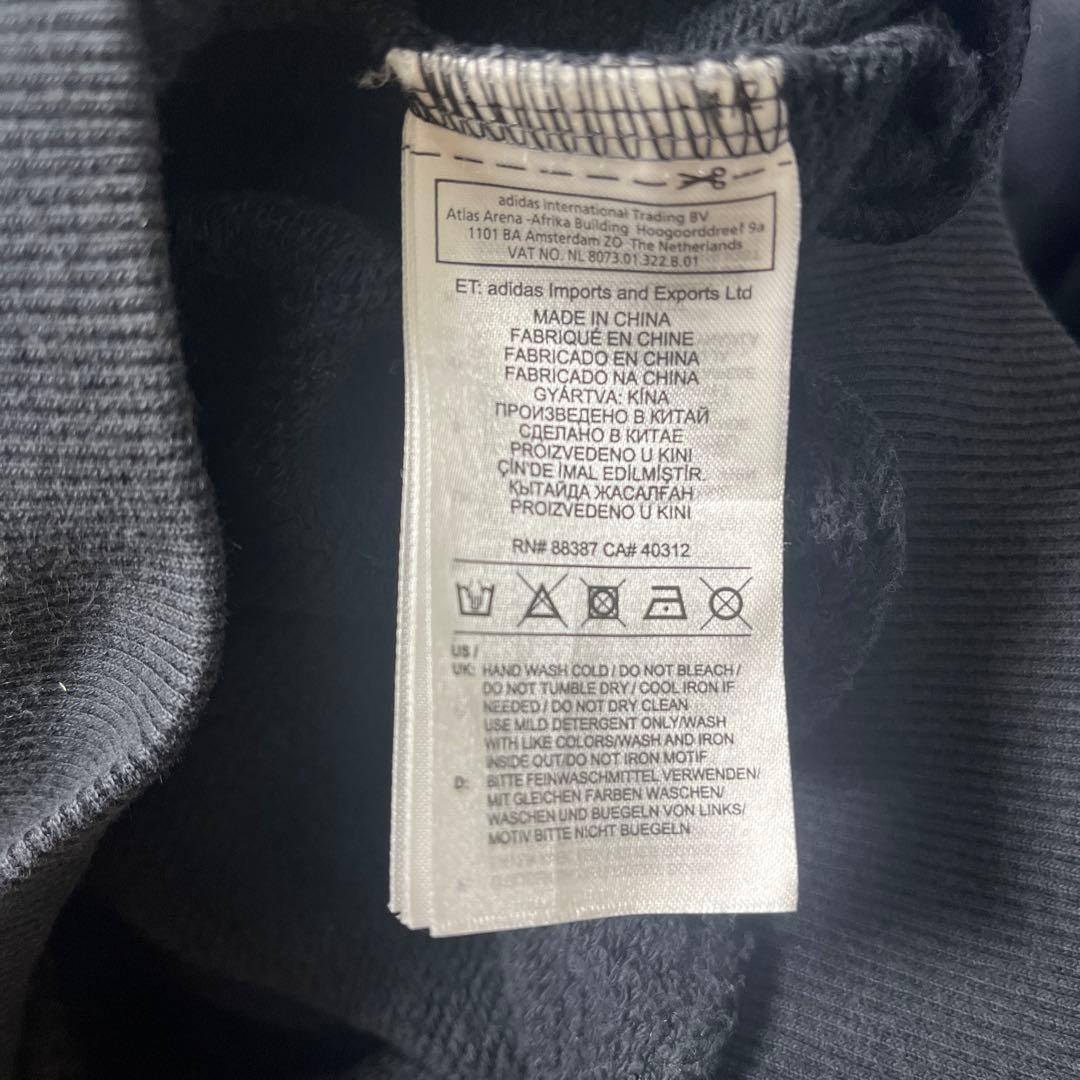 adidas International Trading BV
Atlas Arena -Afrika Building Hoogoorddreef 9a
1101 BA Amsterdam ZO The Netherlands
VAT NO. NL 8073.01.322.B.01
ET: adidas Imports and Exports Ltd
MADE IN CHINA
FABRIQUÉ EN CHINE
FABRICADO EN CHINA
FABRICADO NA CHINA
GYÁRTVA: KÍNA
ПРОИЗВЕДЕНО В КИТАЙ
СДЕЛАНО В КИТАЕ
PROIZVEDENO U KINI
ÇİN'DE İMAL EDİLMİŞTİR.
ҚЫТАЙДА ЖАСАЛҒАН
PROIZVEDENO U KINI
RN# 88387 CA# 40312
US /
UK: HAND WASH COLD / DO NOT BLEACH /
DO NOT TUMBLE DRY / COOL IRON IF
NEEDED / DO NOT DRY CLEAN
USE MILD DETERGENT ONLY/WASH
WITH LIKE COLORS/WASH AND IRON
INSIDE OUT/DO NOT IRON MOTIF
D: BITTE FEINWASCHMITTEL VERWENDEN/
MIT GLEICHEN FARBEN WASCHEN/
WASCHEN UND BUEGELN VON LINKS/
MOTIV BITTE NICHT BUEGELN